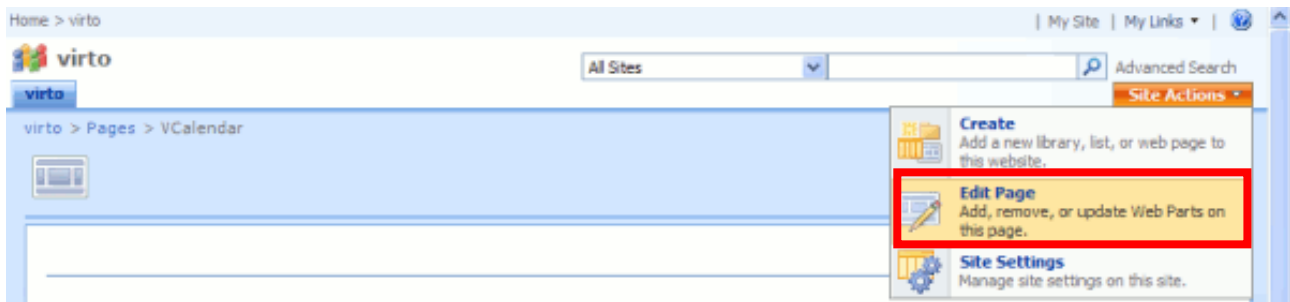 Home > virto | My Site | My Links ▾ |
virto
All Sites Advanced Search
virto Site Actions
virto > Pages > VCalendar
Create
Add a new library, list, or web page to
this website.
Edit Page
Add, remove, or update Web Parts on
this page.
Site Settings
Manage site settings on this site.